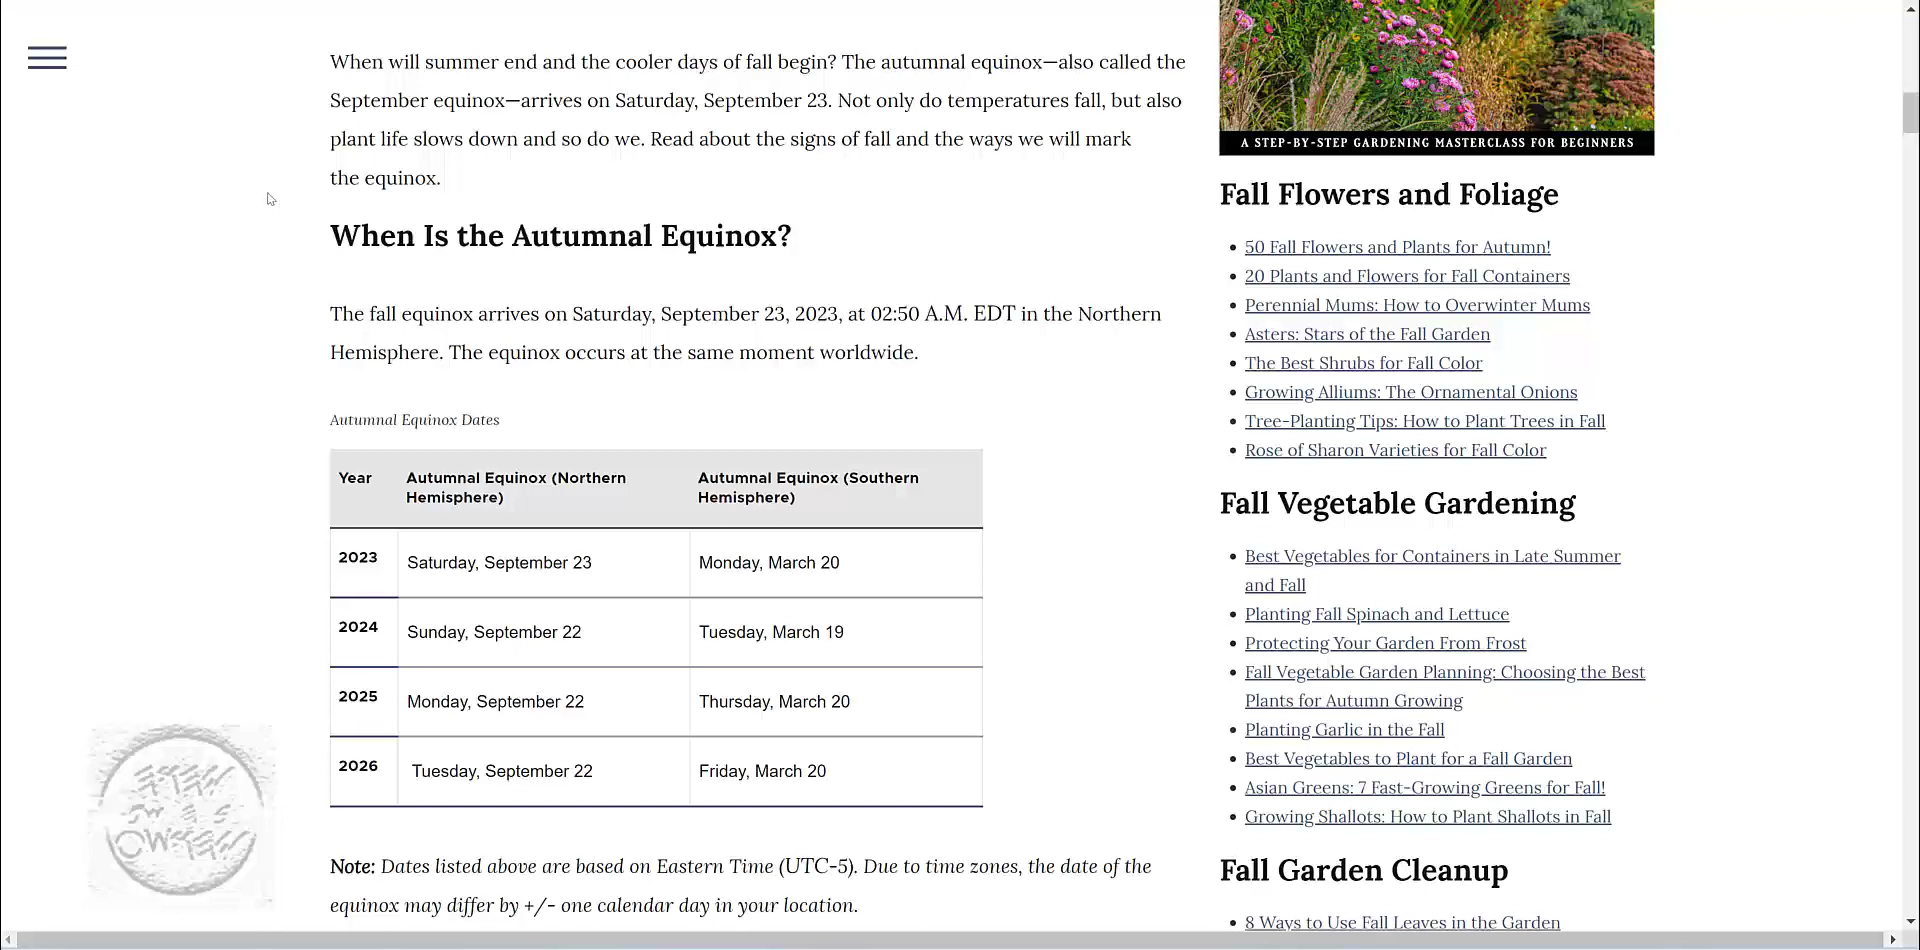 When will summer end and the cooler days of fall begin? The autumnal equinox—also called the
September equinox—arrives on Saturday, September 23. Not only do temperatures fall, but also
plant life slows down and so do we. Read about the signs of fall and the ways we will mark
the equinox.
When Is the Autumnal Equinox?
The fall equinox arrives on Saturday, September 23, 2023, at 02:50 A.M. EDT in the Northern
Hemisphere. The equinox occurs at the same moment worldwide.
Autumnal Equinox Dates
Year Autumnal Equinox (Northern Hemisphere) Autumnal Equinox (Southern Hemisphere)
2023 Saturday, September 23 Monday, March 20
2024 Sunday, September 22 Tuesday, March 19
2025 Monday, September 22 Thursday, March 20
2026 Tuesday, September 22 Friday, March 20
Note: Dates listed above are based on Eastern Time (UTC-5). Due to time zones, the date of the
equinox may differ by +/- one calendar day in your location.
A STEP-BY-STEP GARDENING MASTERCLASS FOR BEGINNERS
Fall Flowers and Foliage
50 Fall Flowers and Plants for Autumn!
20 Plants and Flowers for Fall Containers
Perennial Mums: How to Overwinter Mums
Asters: Stars of the Fall Garden
The Best Shrubs for Fall Color
Growing Alliums: The Ornamental Onions
Tree-Planting Tips: How to Plant Trees in Fall
Rose of Sharon Varieties for Fall Color
Fall Vegetable Gardening
Best Vegetables for Containers in Late Summer
and Fall
Planting Fall Spinach and Lettuce
Protecting Your Garden From Frost
Fall Vegetable Garden Planning: Choosing the Best
Plants for Autumn Growing
Planting Garlic in the Fall
Best Vegetables to Plant for a Fall Garden
Asian Greens: 7 Fast-Growing Greens for Fall!
Growing Shallots: How to Plant Shallots in Fall
Fall Garden Cleanup
8 Ways to Use Fall Leaves in the Garden